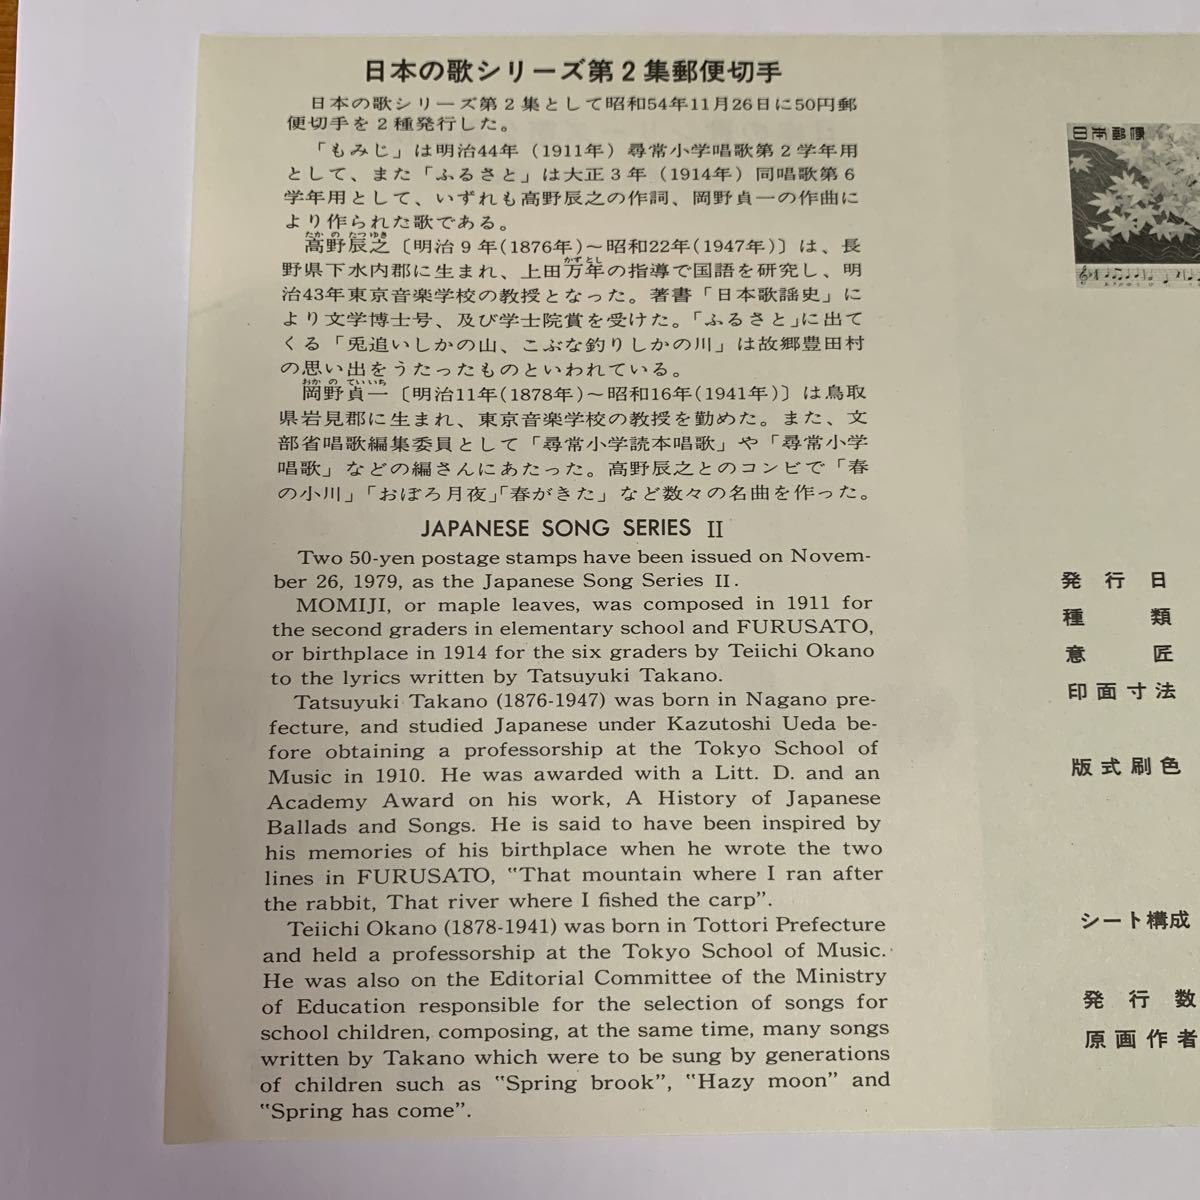 日本の歌シリーズ第2集郵便切手
日本の歌シリーズ第2集として昭和54年11月26日に50円郵
便切手を2種発行した。
「もみじ」は明治44年(1911年)尋常小学唱歌第2学年用
として、また「ふるさと」は大正3年(1914年)同唱歌第6
学年用として、いずれも高野辰之の作詞、岡野貞一の作曲に
より作られた歌である。
たかの たつゆき
高野辰之〔明治9年(1876年)~昭和22年(1947年)〕は、長
かずとし
野県下水内郡に生まれ、上田万年の指導で国語を研究し、明
治43年東京音楽学校の教授となった。著書「日本歌謡史」に
より文学博士号、及び学士院賞を受けた。「ふるさと」に出て
くる「兎追いしかの山、こぶな釣りしかの川」は故郷豊田村
の思い出をうたったものといわれている。
おかの ていいち
岡野貞一〔明治11年(1878年)~昭和16年(1941年)〕は鳥取
県岩見郡に生まれ、東京音楽学校の教授を勤めた。また、文
部省唱歌編集委員として「尋常小学読本唱歌」や「尋常小学
唱歌」などの編さんにあたった。高野辰之とのコンビで「春
の小川」「おぼろ月夜」「春がきた」など数々の名曲を作った。
JAPANESE SONG SERIES II
Two 50-yen postage stamps have been issued on Novem-
ber 26, 1979, as the Japanese Song Series II.
MOMIJI, or maple leaves, was composed in 1911 for
the second graders in elementary school and FURUSATO,
or birthplace in 1914 for the six graders by Teiichi Okano
to the lyrics written by Tatsuyuki Takano.
Tatsuyuki Takano (1876-1947) was born in Nagano pre-
fecture, and studied Japanese under Kazutoshi Ueda be-
fore obtaining a professorship at the Tokyo School of
Music in 1910. He was awarded with a Litt. D. and an
Academy Award on his work, A History of Japanese
Ballads and Songs. He is said to have been inspired by
his memories of his birthplace when he wrote the two
lines in FURUSATO, "That mountain where I ran after
the rabbit, That river where I fished the carp".
Teiichi Okano (1878-1941) was born in Tottori Prefecture
and held a professorship at the Tokyo School of Music.
He was also on the Editorial Committee of the Ministry
of Education responsible for the selection of songs for
school children, composing, at the same time, many songs
written by Takano which were to be sung by generations
of children such as "Spring brook", "Hazy moon" and
"Spring has come".
日本郵便
発行日
種類
意匠
印面寸法
版式刷色
シート構成
発行数
原画作者